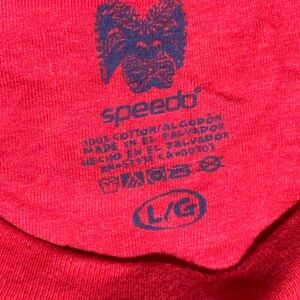 speedo
100% COTTON/ALGODON
MADE IN EL SALVADOR
HECHO EN EL SALVADOR
L/G